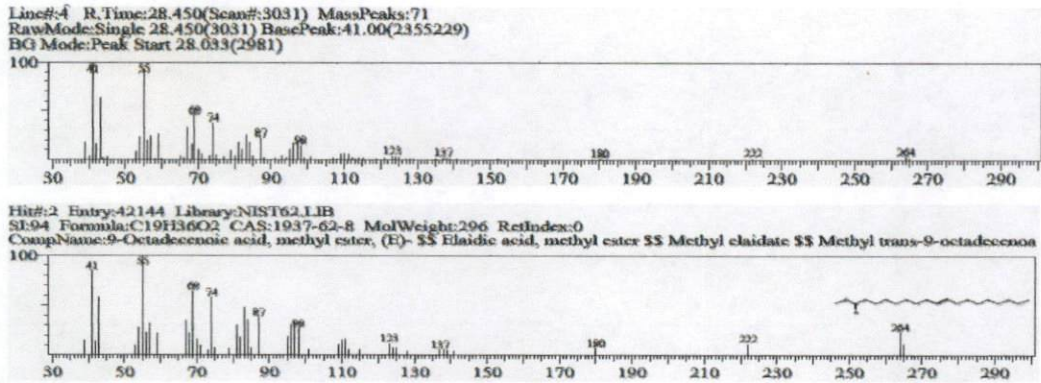 Line#:4 R.Time:28.450(Scan#:3031) MassPeaks:71
RawMode:Single 28.450(3031) BasePeak:41.00(2355229)
BG Mode:Peak Start 28.033(2981)
100
41 55 69 74 87 98 123 137 180 222 264
30 50 70 90 110 130 150 170 190 210 230 250 270 290
Hit#:2 Entry:42144 Library:NIST62.LIB
SI:94 Formula:C19H36O2 CAS:1937-62-8 MolWeight:296 RetIndex:0
CompName:9-Octadecenoic acid, methyl ester, (E)- $$ Elaidic acid, methyl ester $$ Methyl elaidate $$ Methyl trans-9-octadecenoa
100
41 55 69 74 87 98 123 137 180 222 264
30 50 70 90 110 130 150 170 190 210 230 250 270 290